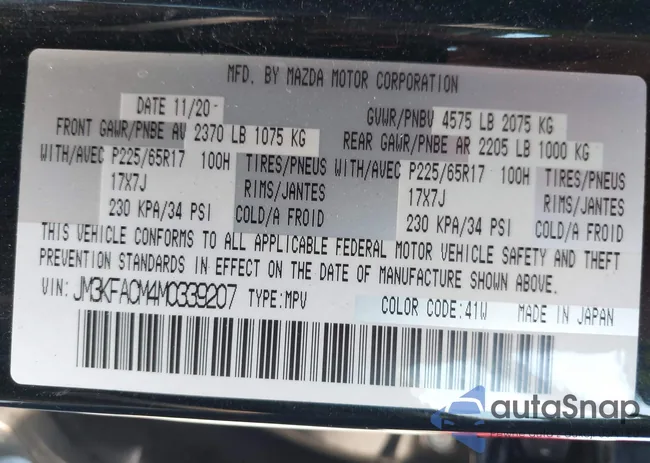 MFD. BY MAZDA MOTOR CORPORATION
DATE 11/20
GVWR/PNBV 4575 LB 2075 KG
FRONT GAWR/PNBE AV 2370 LB 1075 KG
REAR GAWR/PNBE AR 2205 LB 1000 KG
WITH/AVEC P225/65R17 100H TIRES/PNEUS WITH/AVEC P225/65R17 100H TIRES/PNEUS
17X7J RIMS/JANTES 17X7J RIMS/JANTES
230 KPA/34 PSI COLD/A FROID 230 KPA/34 PSI COLD/A FROID
THIS VEHICLE CONFORMS TO ALL APPLICABLE FEDERAL MOTOR VEHICLE SAFETY AND THEFT
PREVENTION STANDARDS IN EFFECT ON THE DATE OF MANUFACTURE SHOWN ABOVE.
VIN: JM3KFACM4M0339207 TYPE:MPV COLOR CODE:41W MADE IN JAPAN
autaSnap